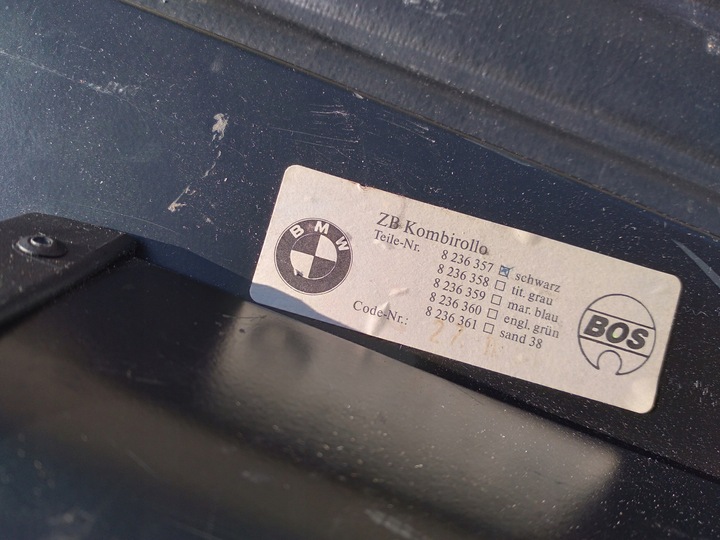 BMW
ZB Kombirollo
Teile-Nr. 8 236 357 schwarz
8 236 358 tit. grau
8 236 359 mar. blau
8 236 360 engl. grün
8 236 361 sand 38
Code-Nr.:
BOS